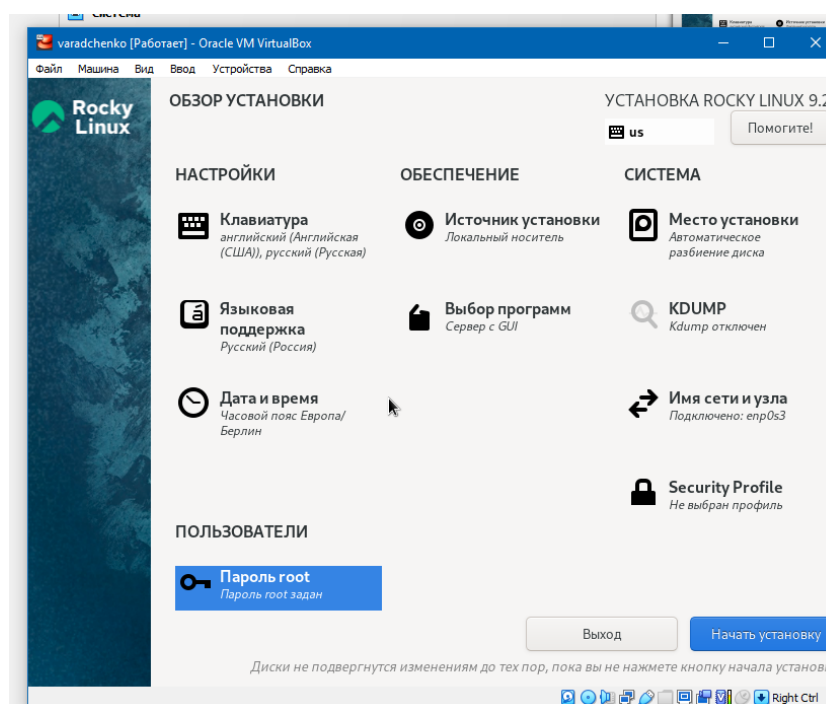 Система
varadchenko [Работает] - Oracle VM VirtualBox
Файл Машина Вид Ввод Устройства Справка
Rocky
Linux
ОБЗОР УСТАНОВКИ
УСТАНОВКА ROCKY LINUX 9.2
us
Помогите!
НАСТРОЙКИ
Клавиатура
английский (Английская
(США)), русский (Русская)
Языковая
поддержка
Русский (Россия)
Дата и время
Часовой пояс Европа/
Берлин
ОБЕСПЕЧЕНИЕ
Источник установки
Локальный носитель
Выбор программ
Сервер с GUI
СИСТЕМА
Место установки
Автоматическое
разбиение диска
KDUMP
Kdump отключен
Имя сети и узла
Подключено: enp0s3
Security Profile
Не выбран профиль
ПОЛЬЗОВАТЕЛИ
Пароль root
Пароль root задан
Выход
Начать установку
Диски не подвергнутся изменениям до тех пор, пока вы не нажмете кнопку начала установ
Right Ctrl